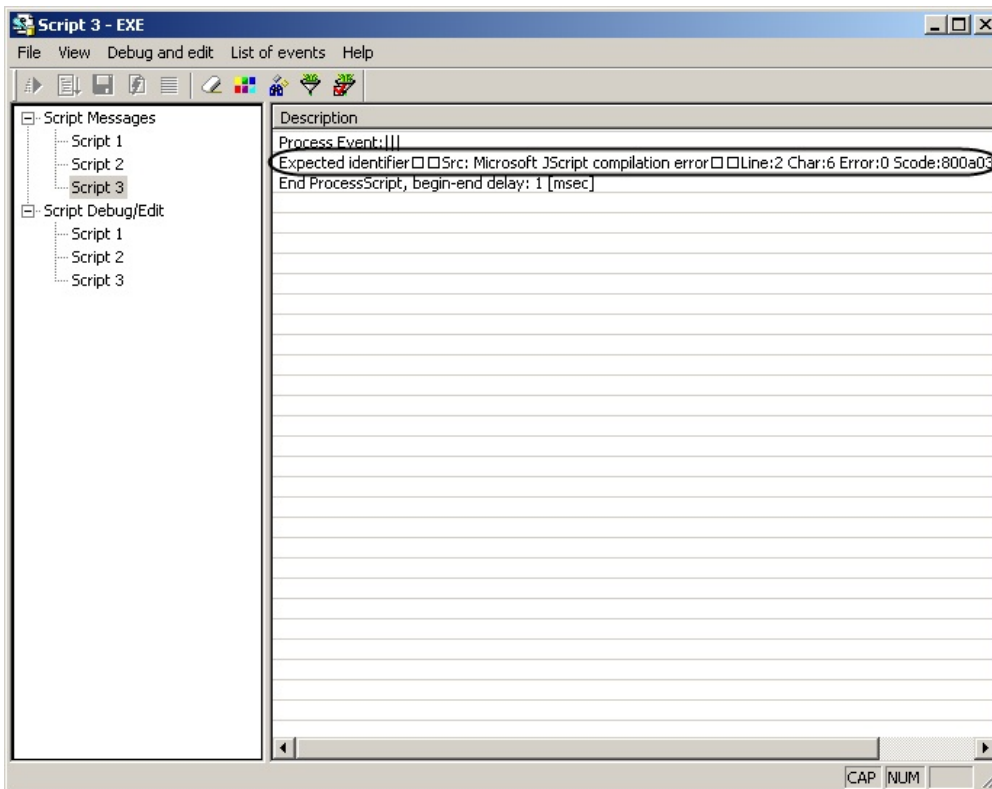 Script 3 - EXE
File View Debug and edit List of events Help
Script Messages
Script 1
Script 2
Script 3
Script Debug/Edit
Script 1
Script 2
Script 3
Description
Process Event:|||
Expected identifier□□Src: Microsoft JScript compilation error□□Line:2 Char:6 Error:0 Scode:800a03
End ProcessScript, begin-end delay: 1 [msec]
CAP NUM